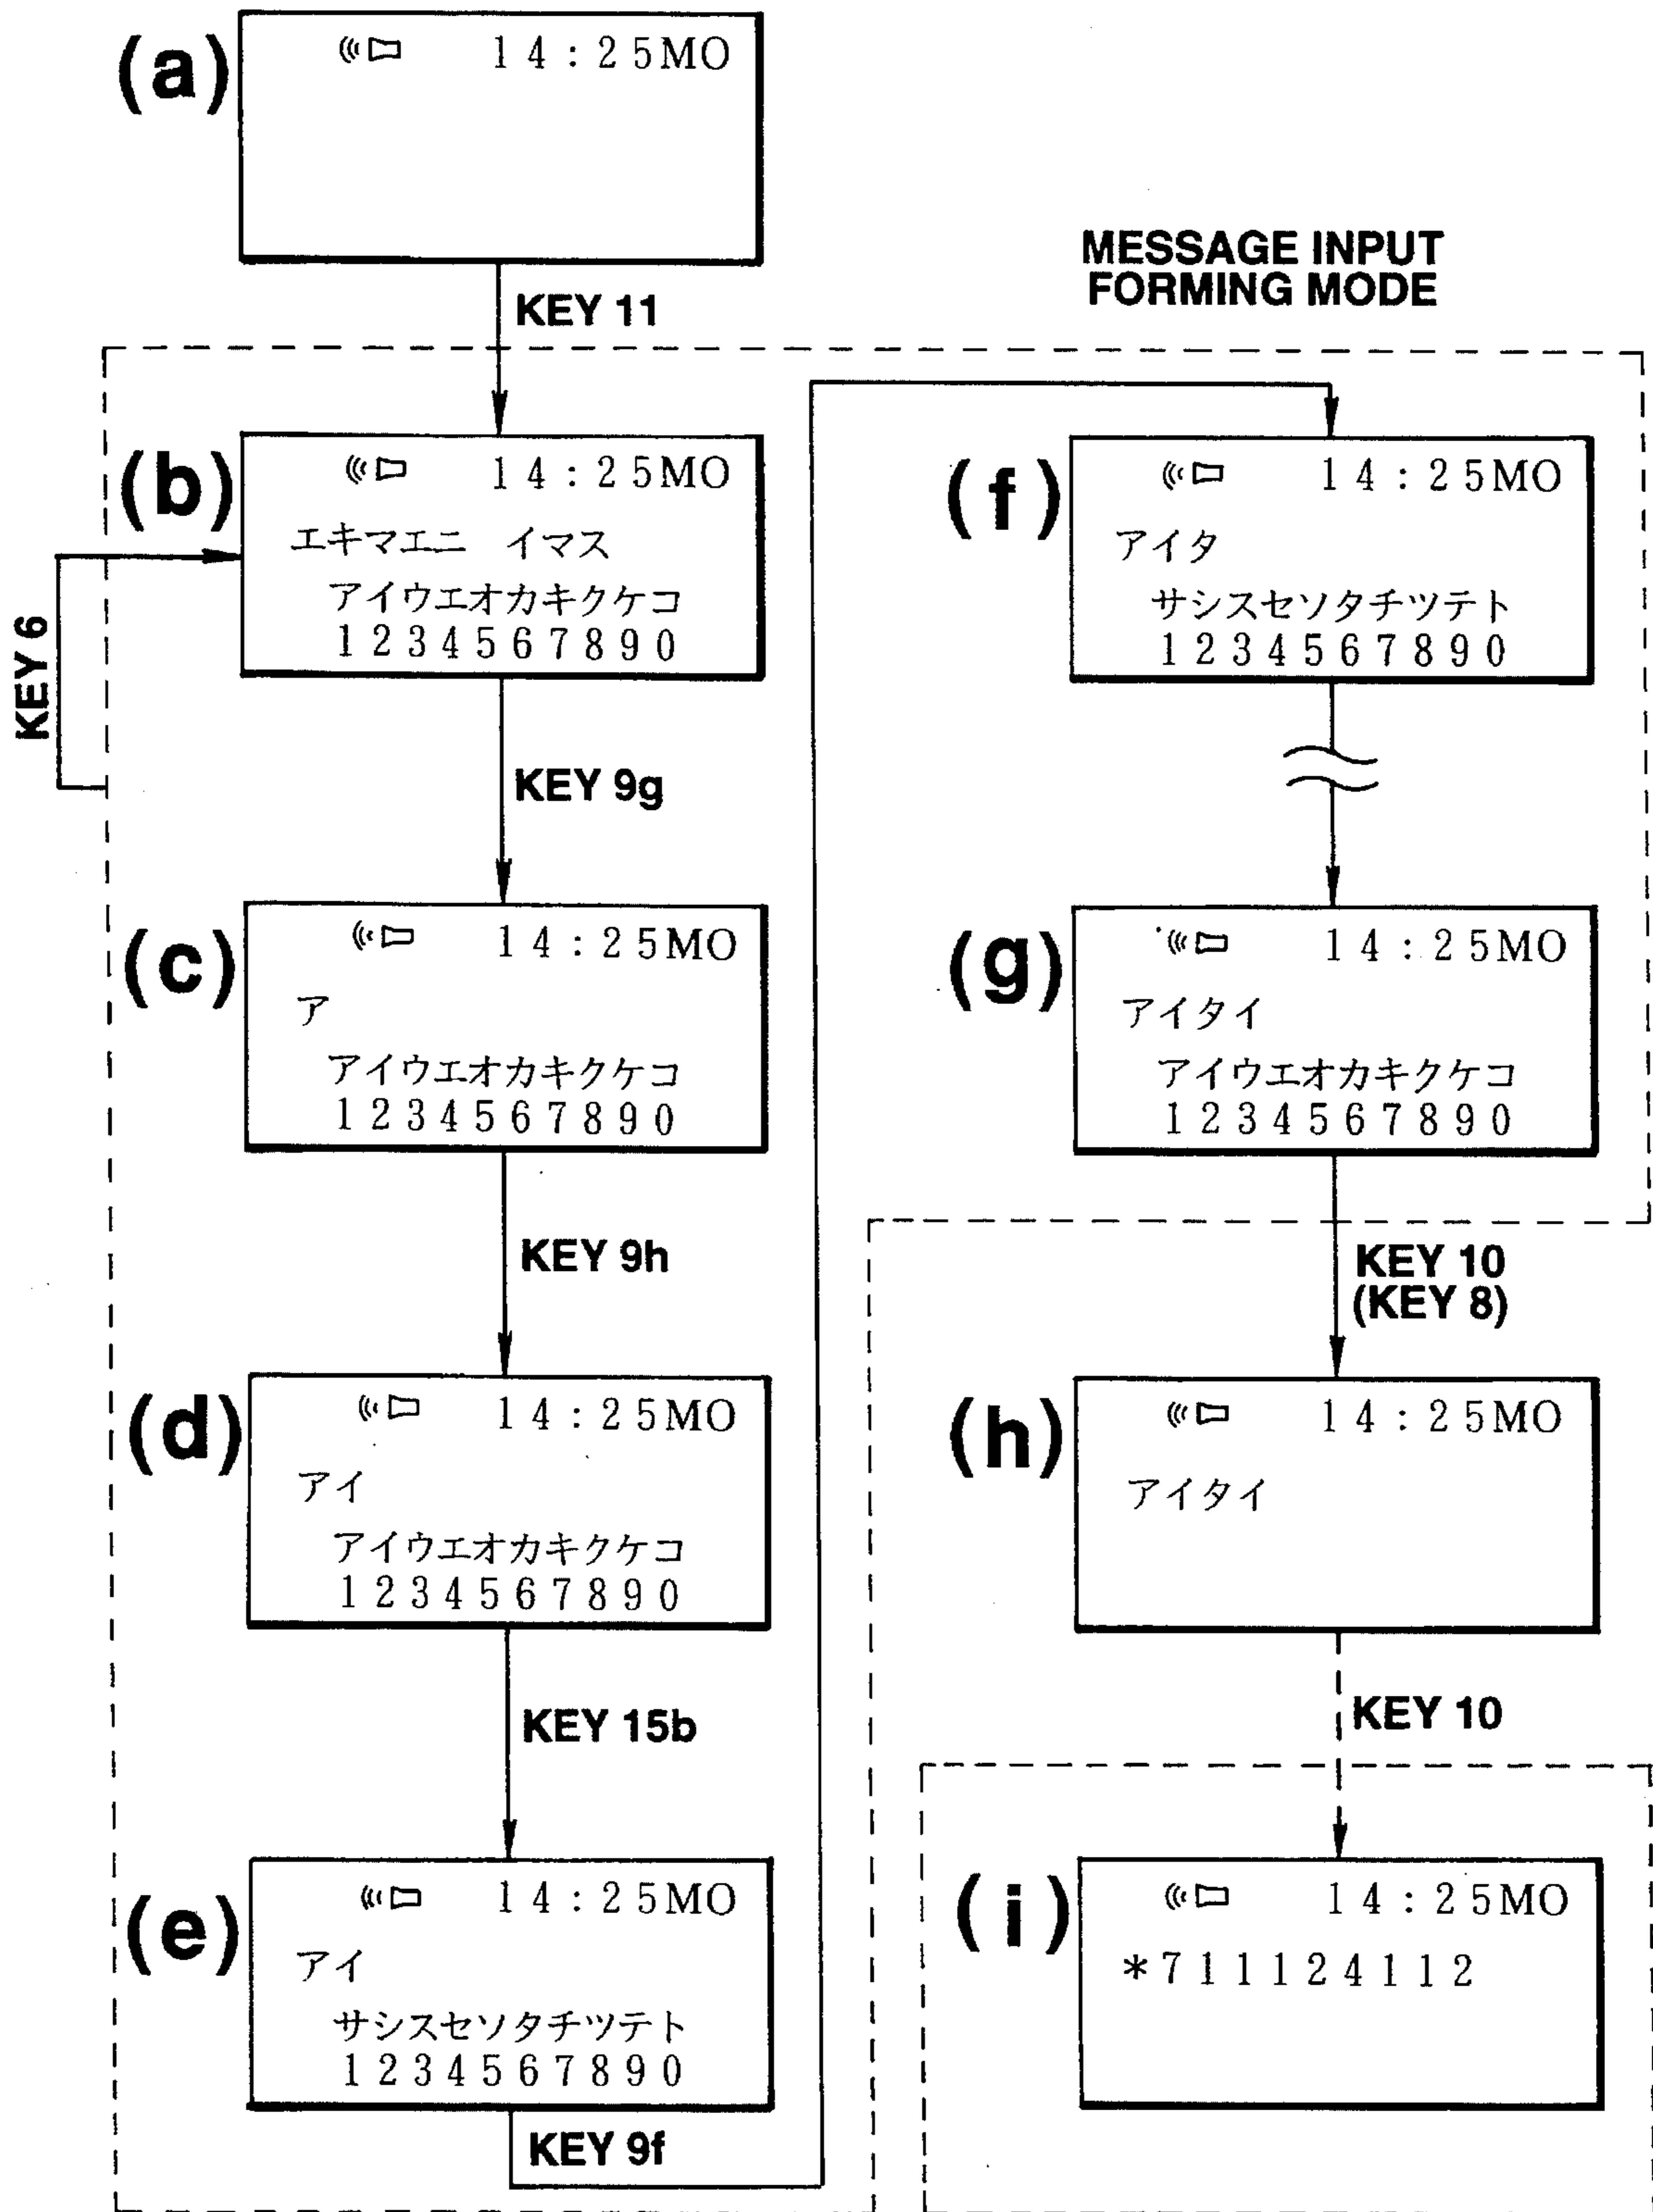 (a)
14:25MO
KEY 11
MESSAGE INPUT
FORMING MODE
KEY 6
(b)
14:25MO
エキマエニ イマス
アイウエオカキクケコ
1234567890
KEY 9g
(c)
14:25MO
ア
アイウエオカキクケコ
1234567890
KEY 9h
(d)
14:25MO
アイ
アイウエオカキクケコ
1234567890
KEY 15b
(e)
14:25MO
アイ
サシスセソタチツテト
1234567890
KEY 9f
(f)
14:25MO
アイタ
サシスセソタチツテト
1234567890
(g)
14:25MO
アイタイ
アイウエオカキクケコ
1234567890
KEY 10
(KEY 8)
(h)
14:25MO
アイタイ
KEY 10
(i)
14:25MO
*711124112